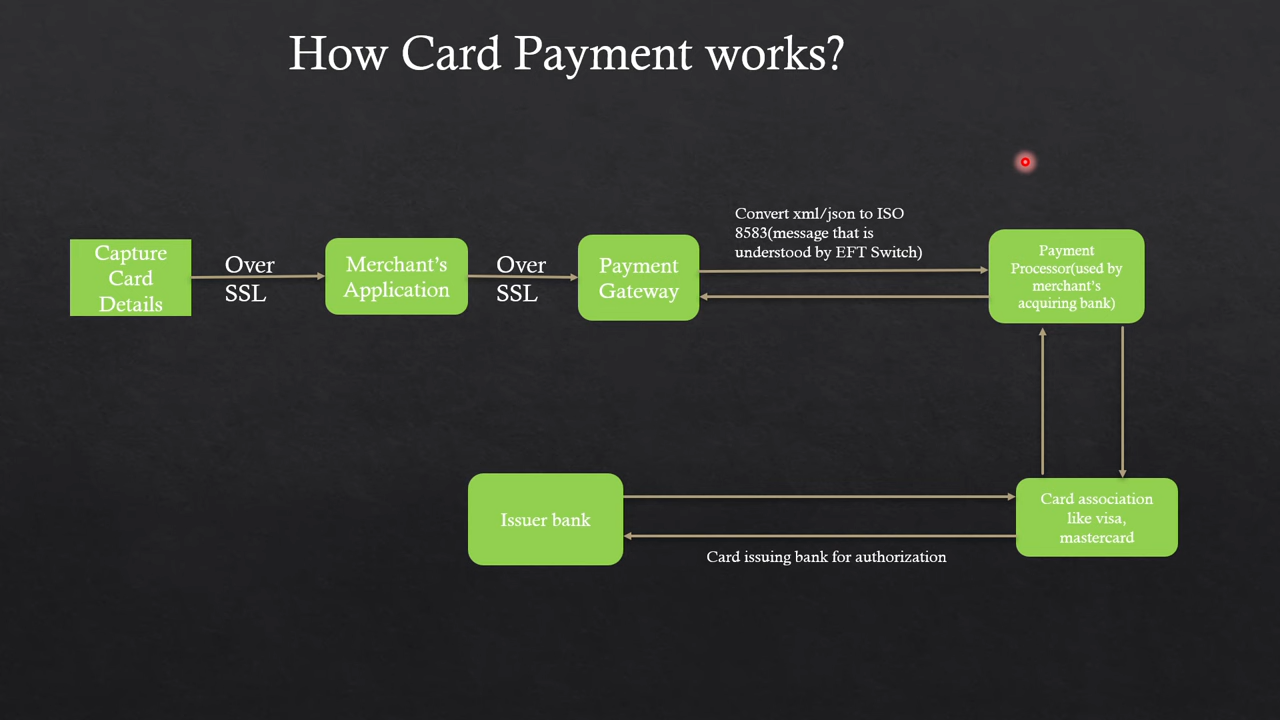 How Card Payment works?
Convert xml/json to ISO
8583(message that is
understood by EFT Switch)
Capture
Card
Details
Over
SSL
Merchant's
Application
Over
SSL
Payment
Gateway
Payment
Processor(used by
merchant's
acquiring bank)
Issuer bank
Card association
like visa,
mastercard
Card issuing bank for authorization